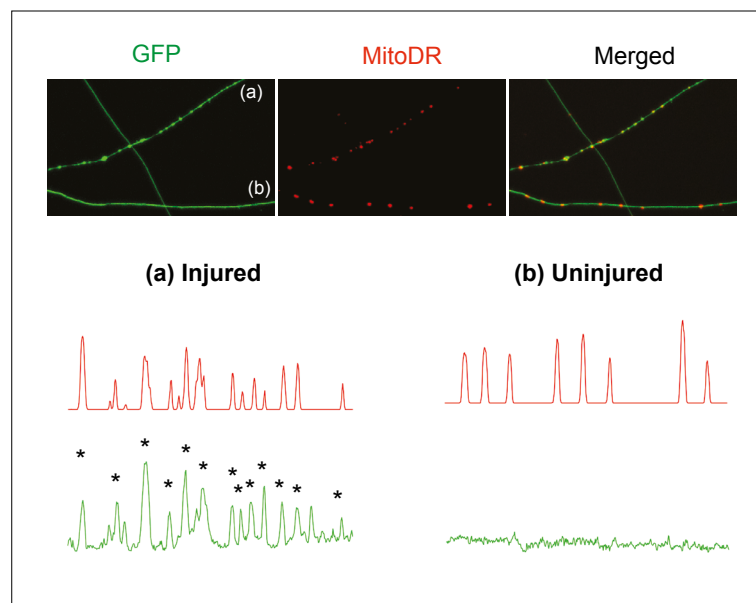 GFP MitoDR Merged
(a)
(b)
(a) Injured (b) Uninjured
* * * * * * * * * * * * *